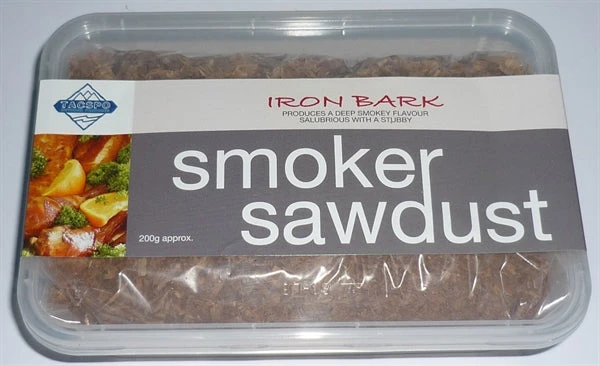 TACSPO
IRON BARK
PRODUCES A DEEP SMOKEY FLAVOUR
SALUBRIOUS WITH A STUBBY
smoker
sawdust
200g approx.